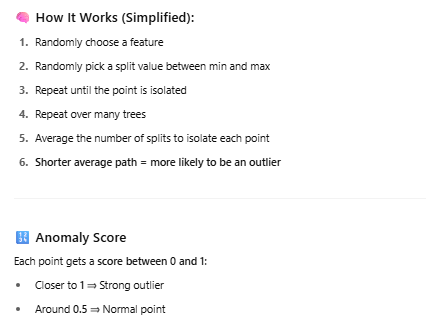 🧠 How It Works (Simplified):
1. Randomly choose a feature
2. Randomly pick a split value between min and max
3. Repeat until the point is isolated
4. Repeat over many trees
5. Average the number of splits to isolate each point
6. Shorter average path = more likely to be an outlier
🔢 Anomaly Score
Each point gets a score between 0 and 1:
• Closer to 1 ⇒ Strong outlier
• Around 0.5 ⇒ Normal point